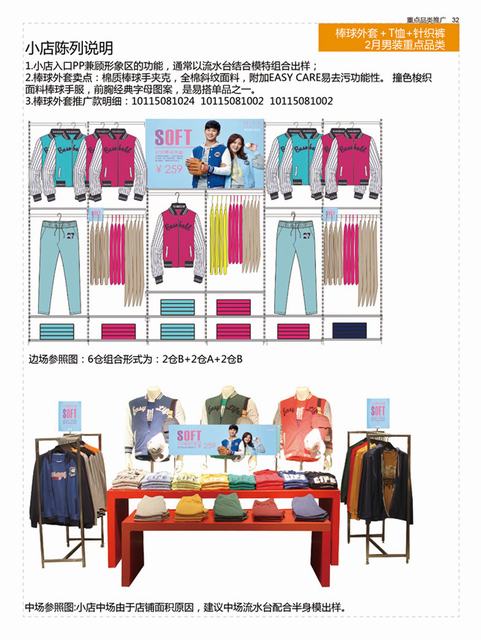 重点品类推广 32
棒球外套+T恤+针织裤
2月男装重点品类
小店陈列说明
1.小店入口PP兼顾形象区的功能，通常以流水台结合模特组合出样；
2.棒球外套卖点：棉质棒球手夹克，全棉斜纹面料，附加EASY CARE易去污功能性。 撞色梭织
面料棒球手服，前胸经典字母图案，是易搭单品之一。
3.棒球外套推广款明细：10115081024 10115081002 10115081002
SOFT
¥ 259
Baseball
Baseball
Baseball
Baseball
Baseball
27
27
边场参照图：6仓组合形式为：2仓B+2仓A+2仓B
SOFT
SOFT
SOFT
中场参照图:小店中场由于店铺面积原因，建议中场流水台配合半身模出样。